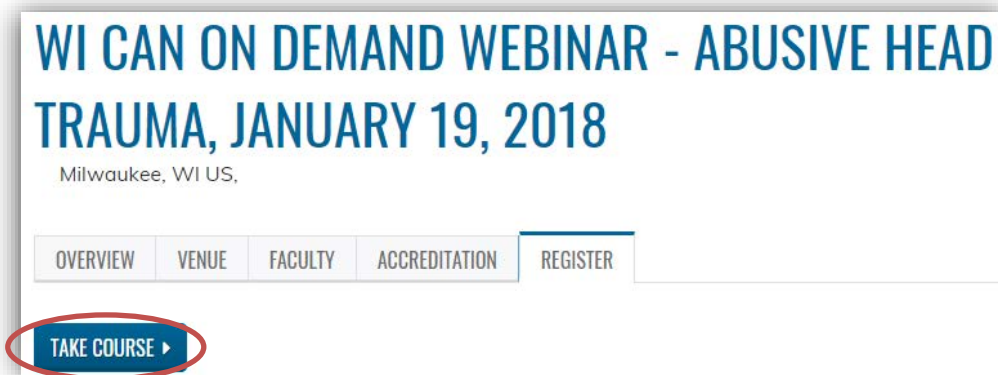 WI CAN ON DEMAND WEBINAR - ABUSIVE HEAD
TRAUMA, JANUARY 19, 2018
Milwaukee, WI US,
OVERVIEW VENUE FACULTY ACCREDITATION REGISTER
TAKE COURSE